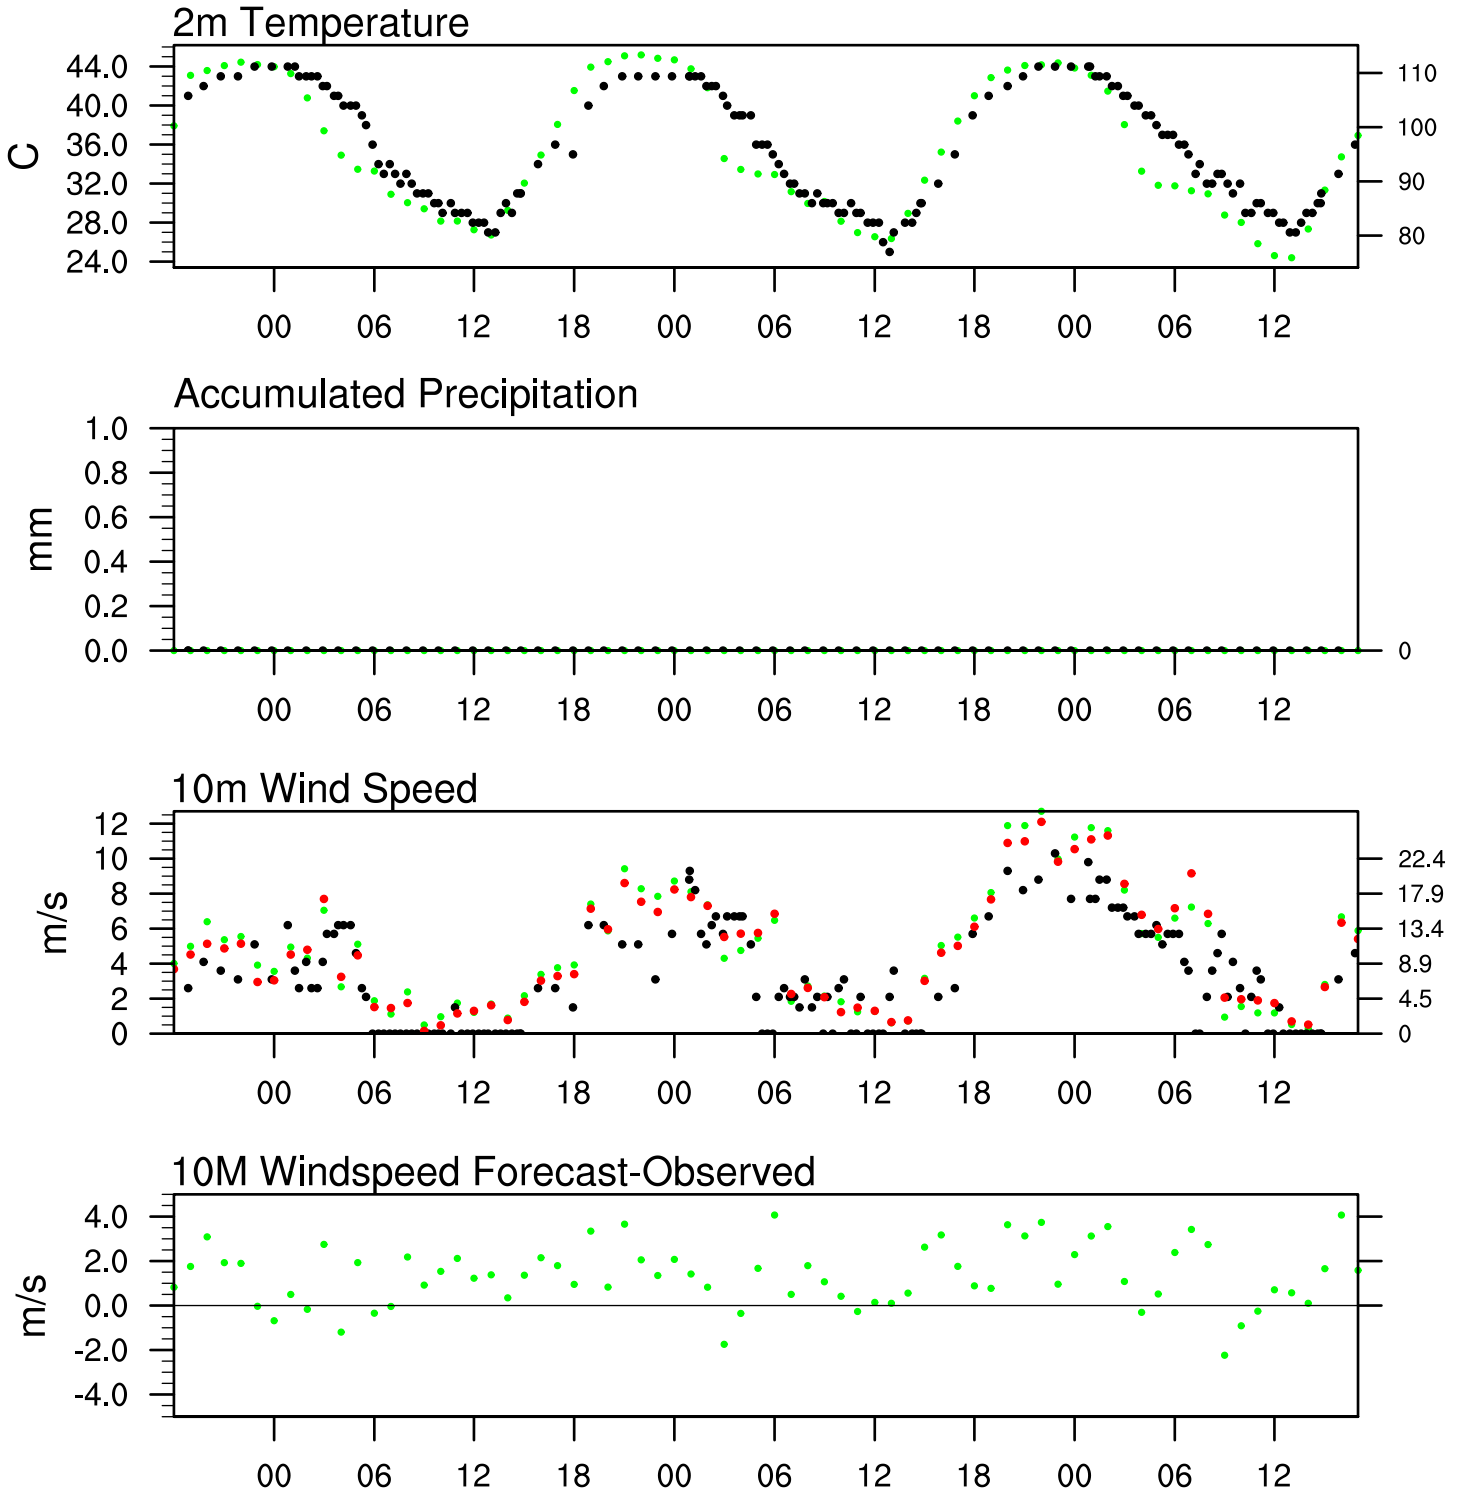 2m Temperature
44.0
40.0
36.0
32.0
28.0
24.0
C
110
100
90
80
00 06 12 18 00 06 12 18 00 06 12
Accumulated Precipitation
1.0
0.8
0.6
0.4
0.2
0.0
mm
0
00 06 12 18 00 06 12 18 00 06 12
10m Wind Speed
12
10
8
6
4
2
0
m/s
22.4
17.9
13.4
8.9
4.5
0
00 06 12 18 00 06 12 18 00 06 12
10M Windspeed Forecast-Observed
4.0
2.0
0.0
-2.0
-4.0
m/s
00 06 12 18 00 06 12 18 00 06 12